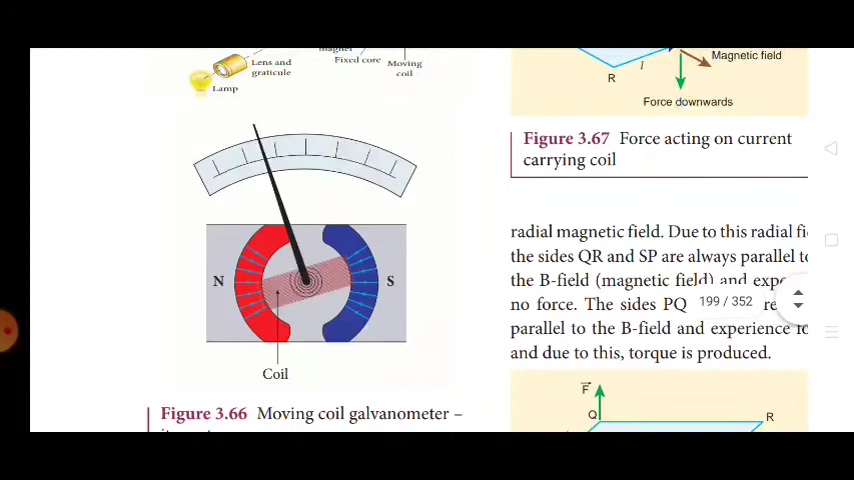 Lens and
graticule
Lamp
magnet
Fixed core
Moving
coil
N
S
Coil
Figure 3.66 Moving coil galvanometer –
Magnetic field
l
R
Force downwards
Figure 3.67 Force acting on current
carrying coil
radial magnetic field. Due to this radial
the sides QR and SP are always parallel
the B-field (magnetic field) and
no force. The sides PQ
parallel to the B-field and experience
and due to this, torque is produced.
199 / 352
F
Q
R